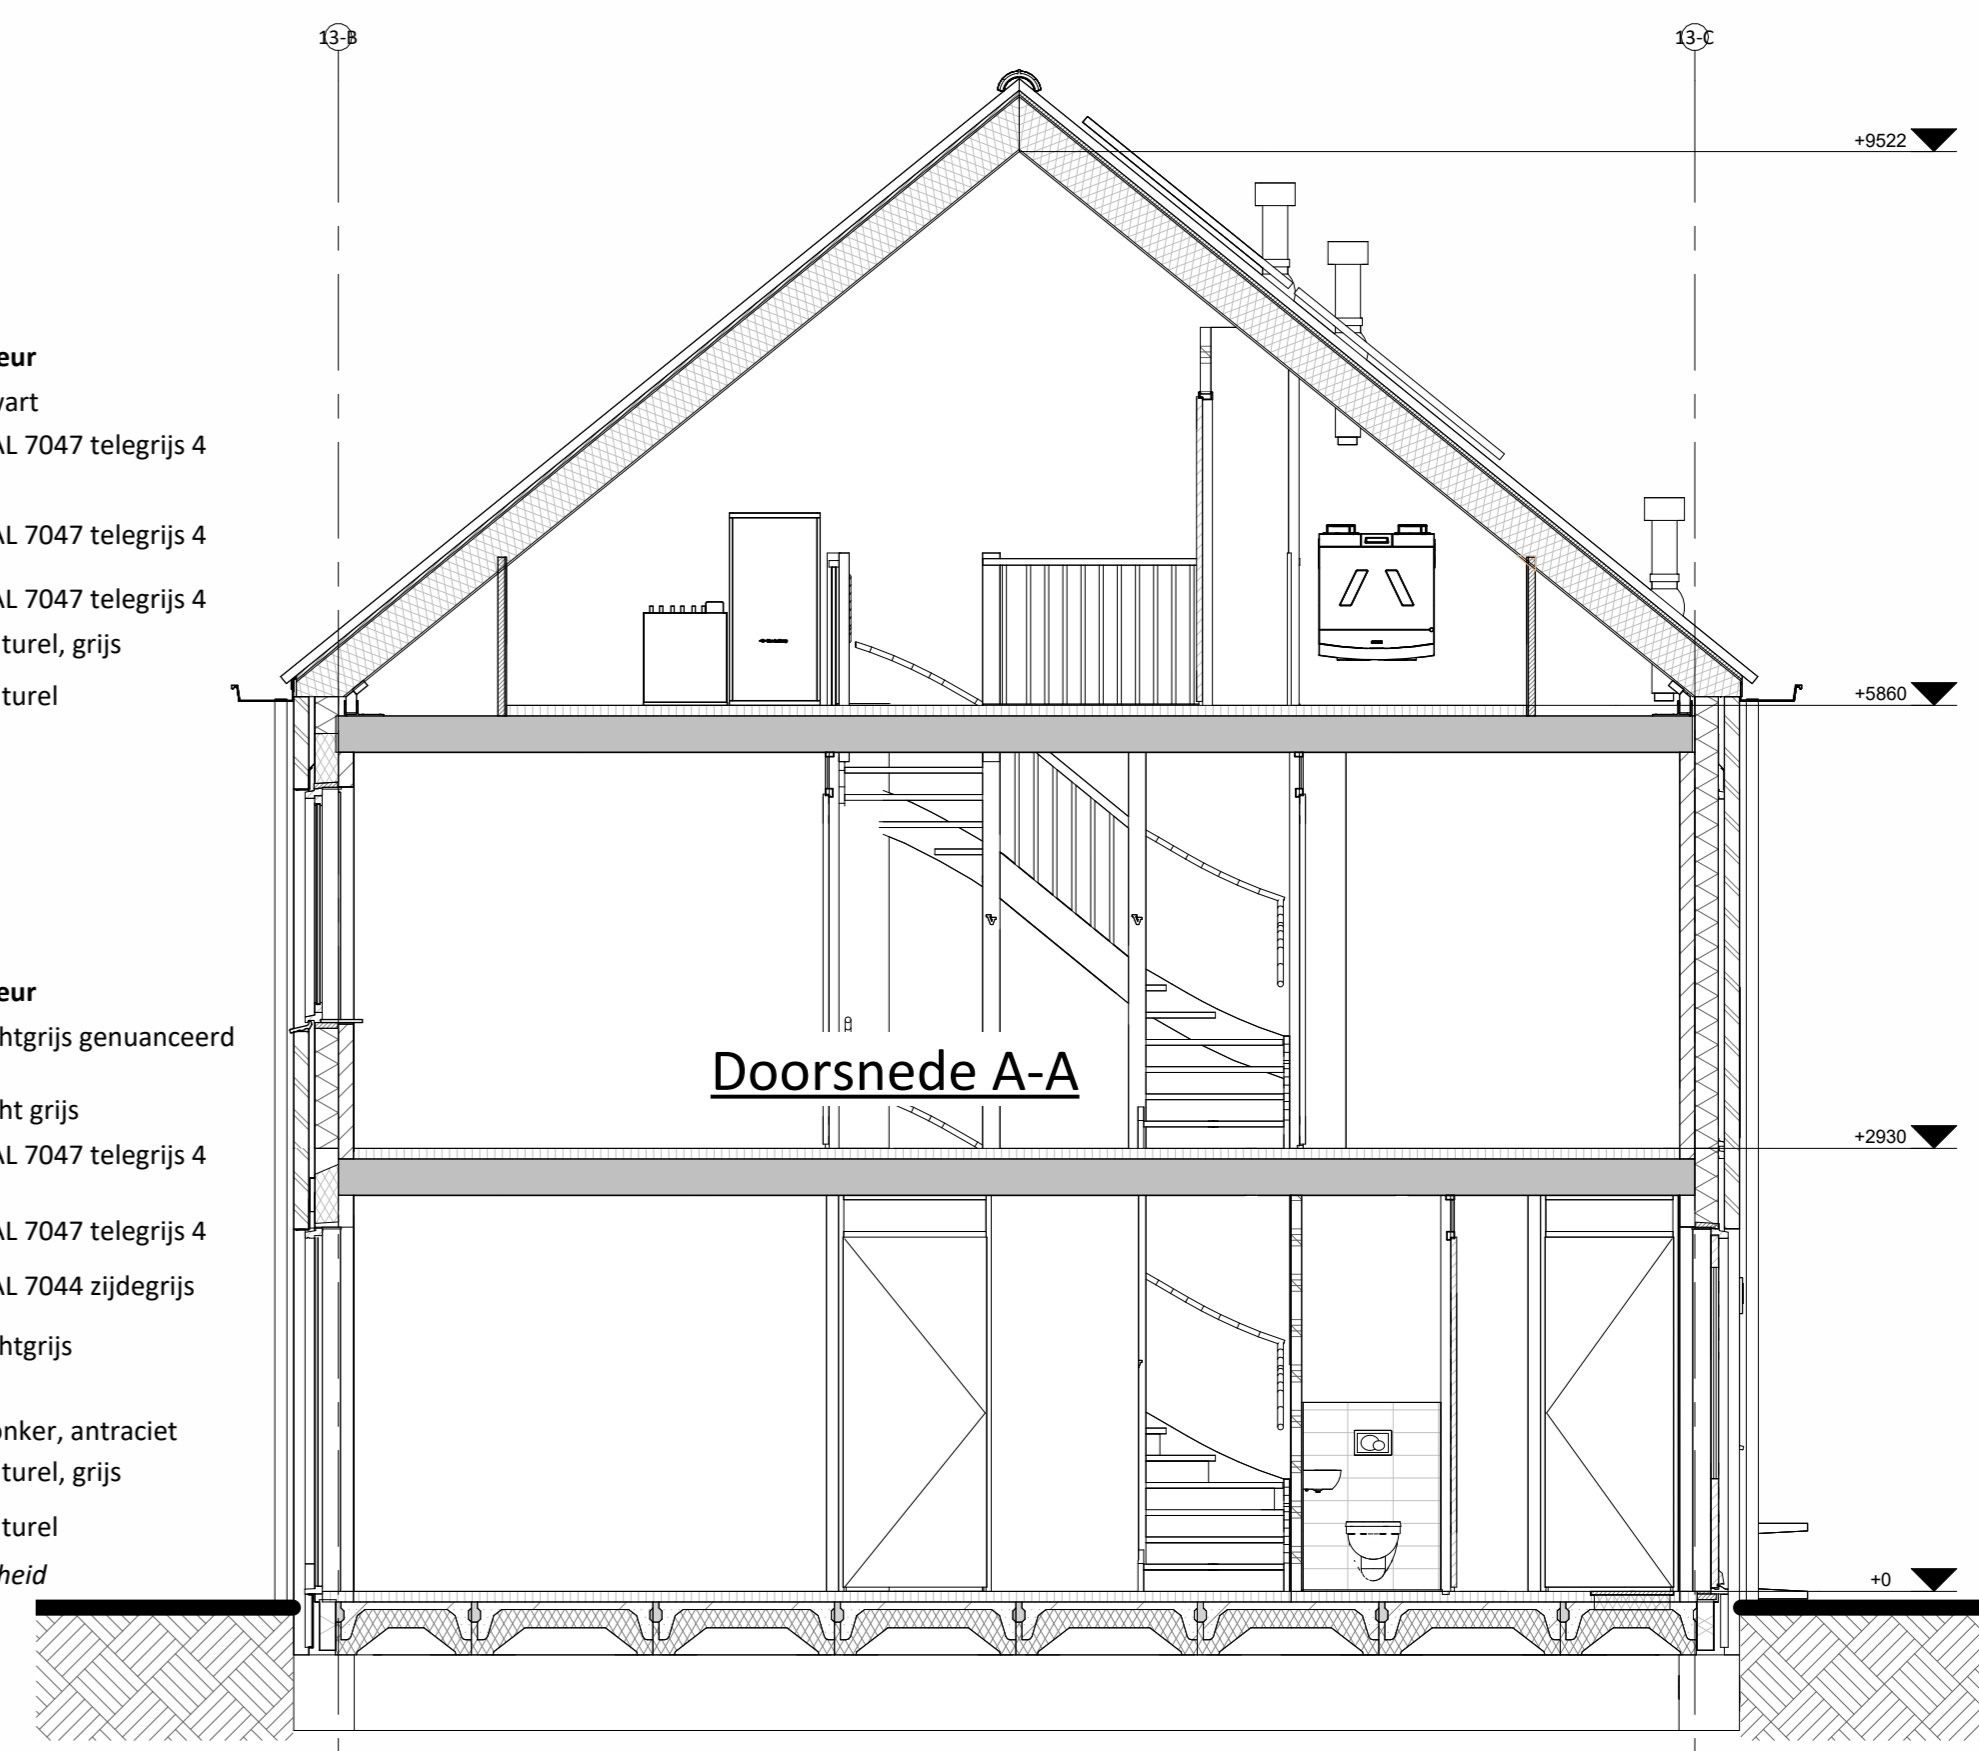 13-B
13-C
+9522
eur
vart
AL 7047 telegrijs 4
AL 7047 telegrijs 4
AL 7047 telegrijs 4
turel, grijs
turel
+5860
eur
htgrijs genuanceerd
Doorsnede A-A
ht grijs
+2930
AL 7047 telegrijs 4
AL 7047 telegrijs 4
AL 7044 zijdegrijs
htgrijs
onker, antraciet
turel, grijs
turel
heid
+0